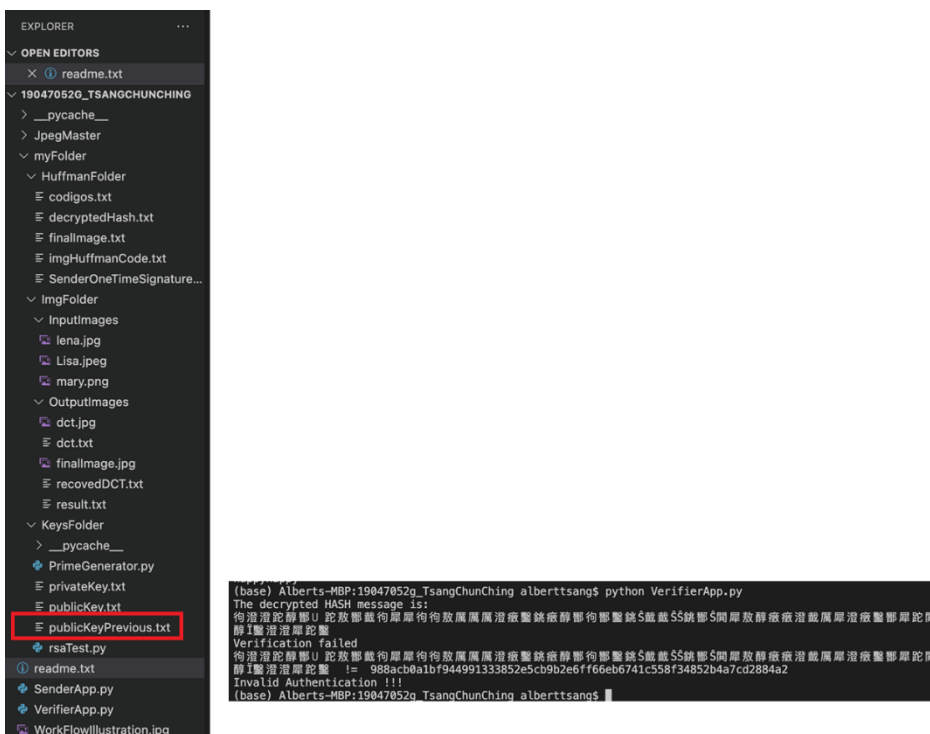 EXPLORER ...
OPEN EDITORS
readme.txt
19047052G_TSANGCHUNCHING
__pycache__
JpegMaster
myFolder
HuffmanFolder
codigos.txt
decryptedHash.txt
finalImage.txt
imgHuffmanCode.txt
SenderOneTimeSignature...
ImgFolder
InputImages
lena.jpg
Lisa.jpeg
mary.png
OutputImages
dct.jpg
dct.txt
finalImage.jpg
recovedDCT.txt
result.txt
KeysFolder
__pycache__
PrimeGenerator.py
privateKey.txt
publicKey.txt
publicKeyPrevious.txt
rsaTest.py
readme.txt
SenderApp.py
VerifierApp.py
WorkFlowIllustration.jpg
(base) Alberts-MBP:19047052g_TsangChunChing alberttsang$ python VerifierApp.py
The decrypted HASH message is:
Verification failed
!= 988acb0a1bf944991333852e5cb9b2e6ff66eb6741c558f34852b4a7cd2884a2
Invalid Authentication !!!
(base) Alberts-MBP:19047052g_TsangChunChing alberttsang$